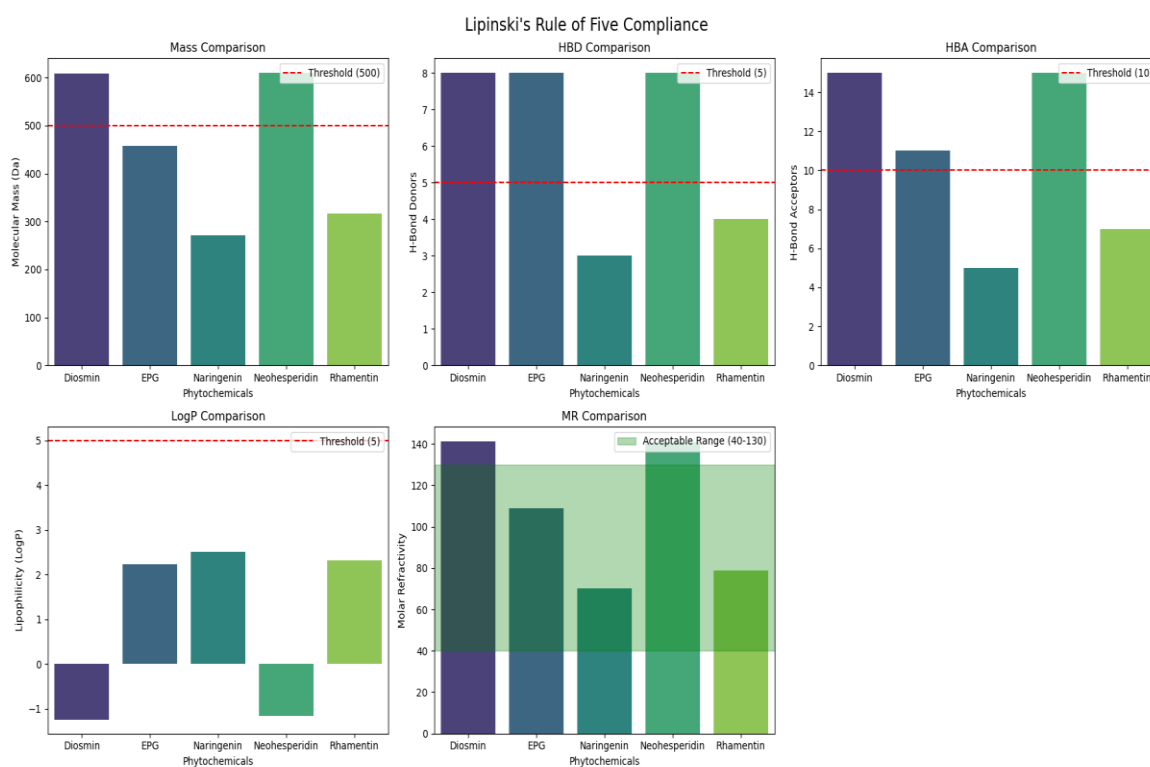 Lipinski's Rule of Five Compliance
Mass Comparison
Threshold (500)
600
500
400
300
200
100
0
Molecular Mass (Da)
Diosmin EPG Naringenin Neohesperidin Rhamentin
Phytochemicals
HBD Comparison
Threshold (5)
8
7
6
5
4
3
2
1
0
H-Bond Donors
Diosmin EPG Naringenin Neohesperidin Rhamentin
Phytochemicals
HBA Comparison
Threshold (10
14
12
10
8
6
4
2
0
H-Bond Acceptors
Diosmin EPG Naringenin Neohesperidin Rhamentin
Phytochemicals
LogP Comparison
Threshold (5)
5
4
3
2
1
0
−1
Lipophilicity (LogP)
Diosmin EPG Naringenin Neohesperidin Rhamentin
Phytochemicals
MR Comparison
Acceptable Range (40-130)
140
120
100
80
60
40
20
0
Molar Refractivity
Diosmin EPG Naringenin Neohesperidin Rhamentin
Phytochemicals